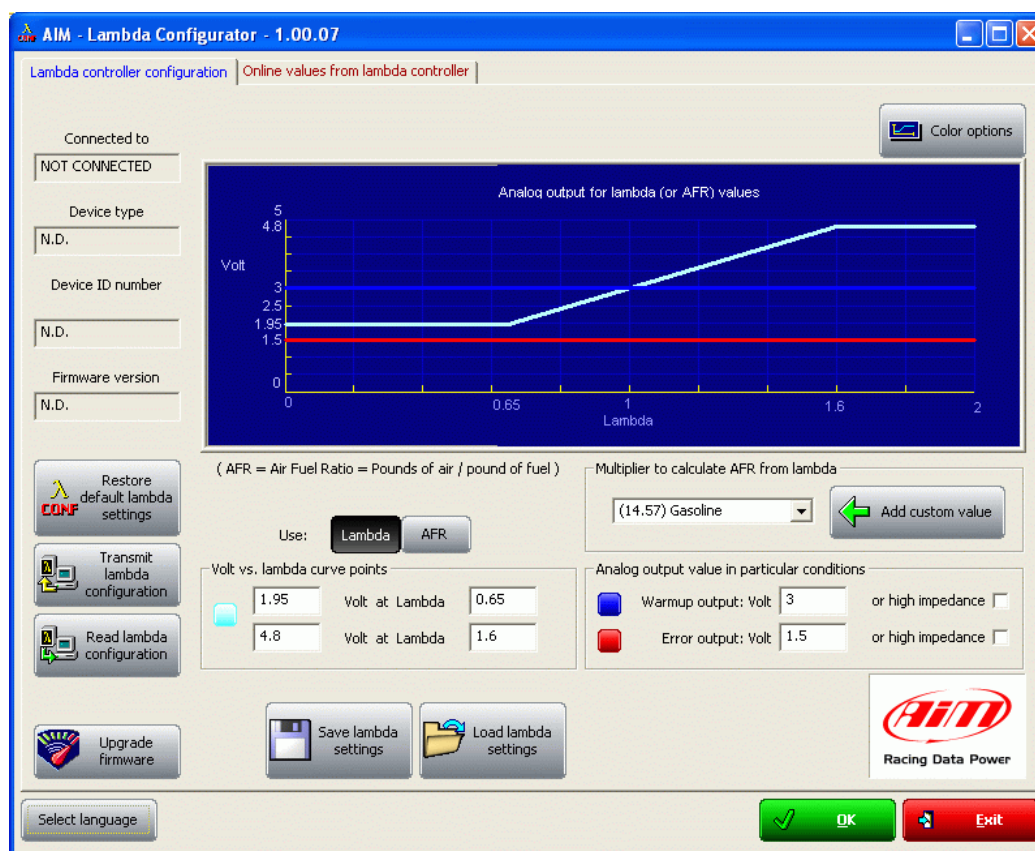 AIM - Lambda Configurator - 1.00.07
Lambda controller configuration
Online values from lambda controller
Color options
Connected to
NOT CONNECTED
Device type
N.D.
Device ID number
N.D.
Firmware version
N.D.
Analog output for lambda (or AFR) values
5
4.8
Volt
3
2.5
1.95
1.5
0
0
0.65
1
1.6
2
Lambda
Restore
default lambda
settings
λ
CONF
Transmit
lambda
configuration
Read lambda
configuration
Upgrade
firmware
( AFR = Air Fuel Ratio = Pounds of air / pound of fuel )
Use: Lambda AFR
Multiplier to calculate AFR from lambda
(14.57) Gasoline
Add custom value
Volt vs. lambda curve points
1.95 Volt at Lambda 0.65
4.8 Volt at Lambda 1.6
Analog output value in particular conditions
Warmup output: Volt 3 or high impedance
Error output: Volt 1.5 or high impedance
Save lambda
settings
Load lambda
settings
AiM
Racing Data Power
Select language
OK
Exit